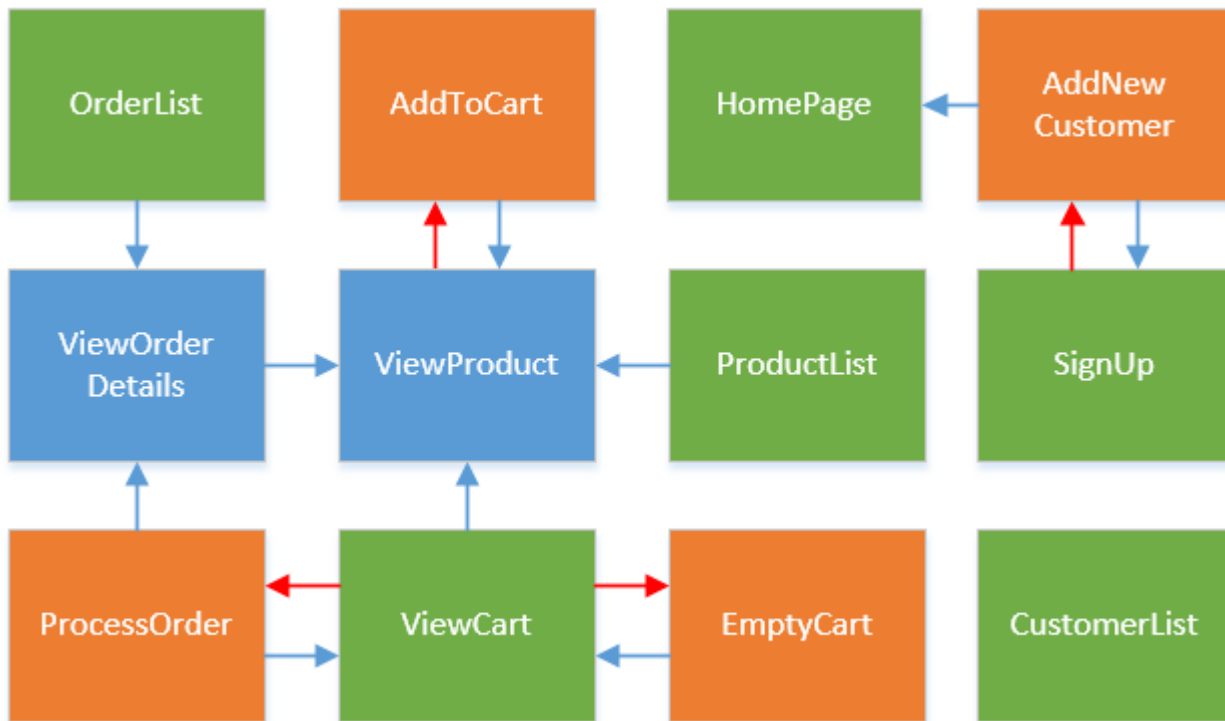 OrderList
AddToCart
HomePage
AddNew
Customer
ViewOrder
Details
ViewProduct
ProductList
SignUp
ProcessOrder
ViewCart
EmptyCart
CustomerList